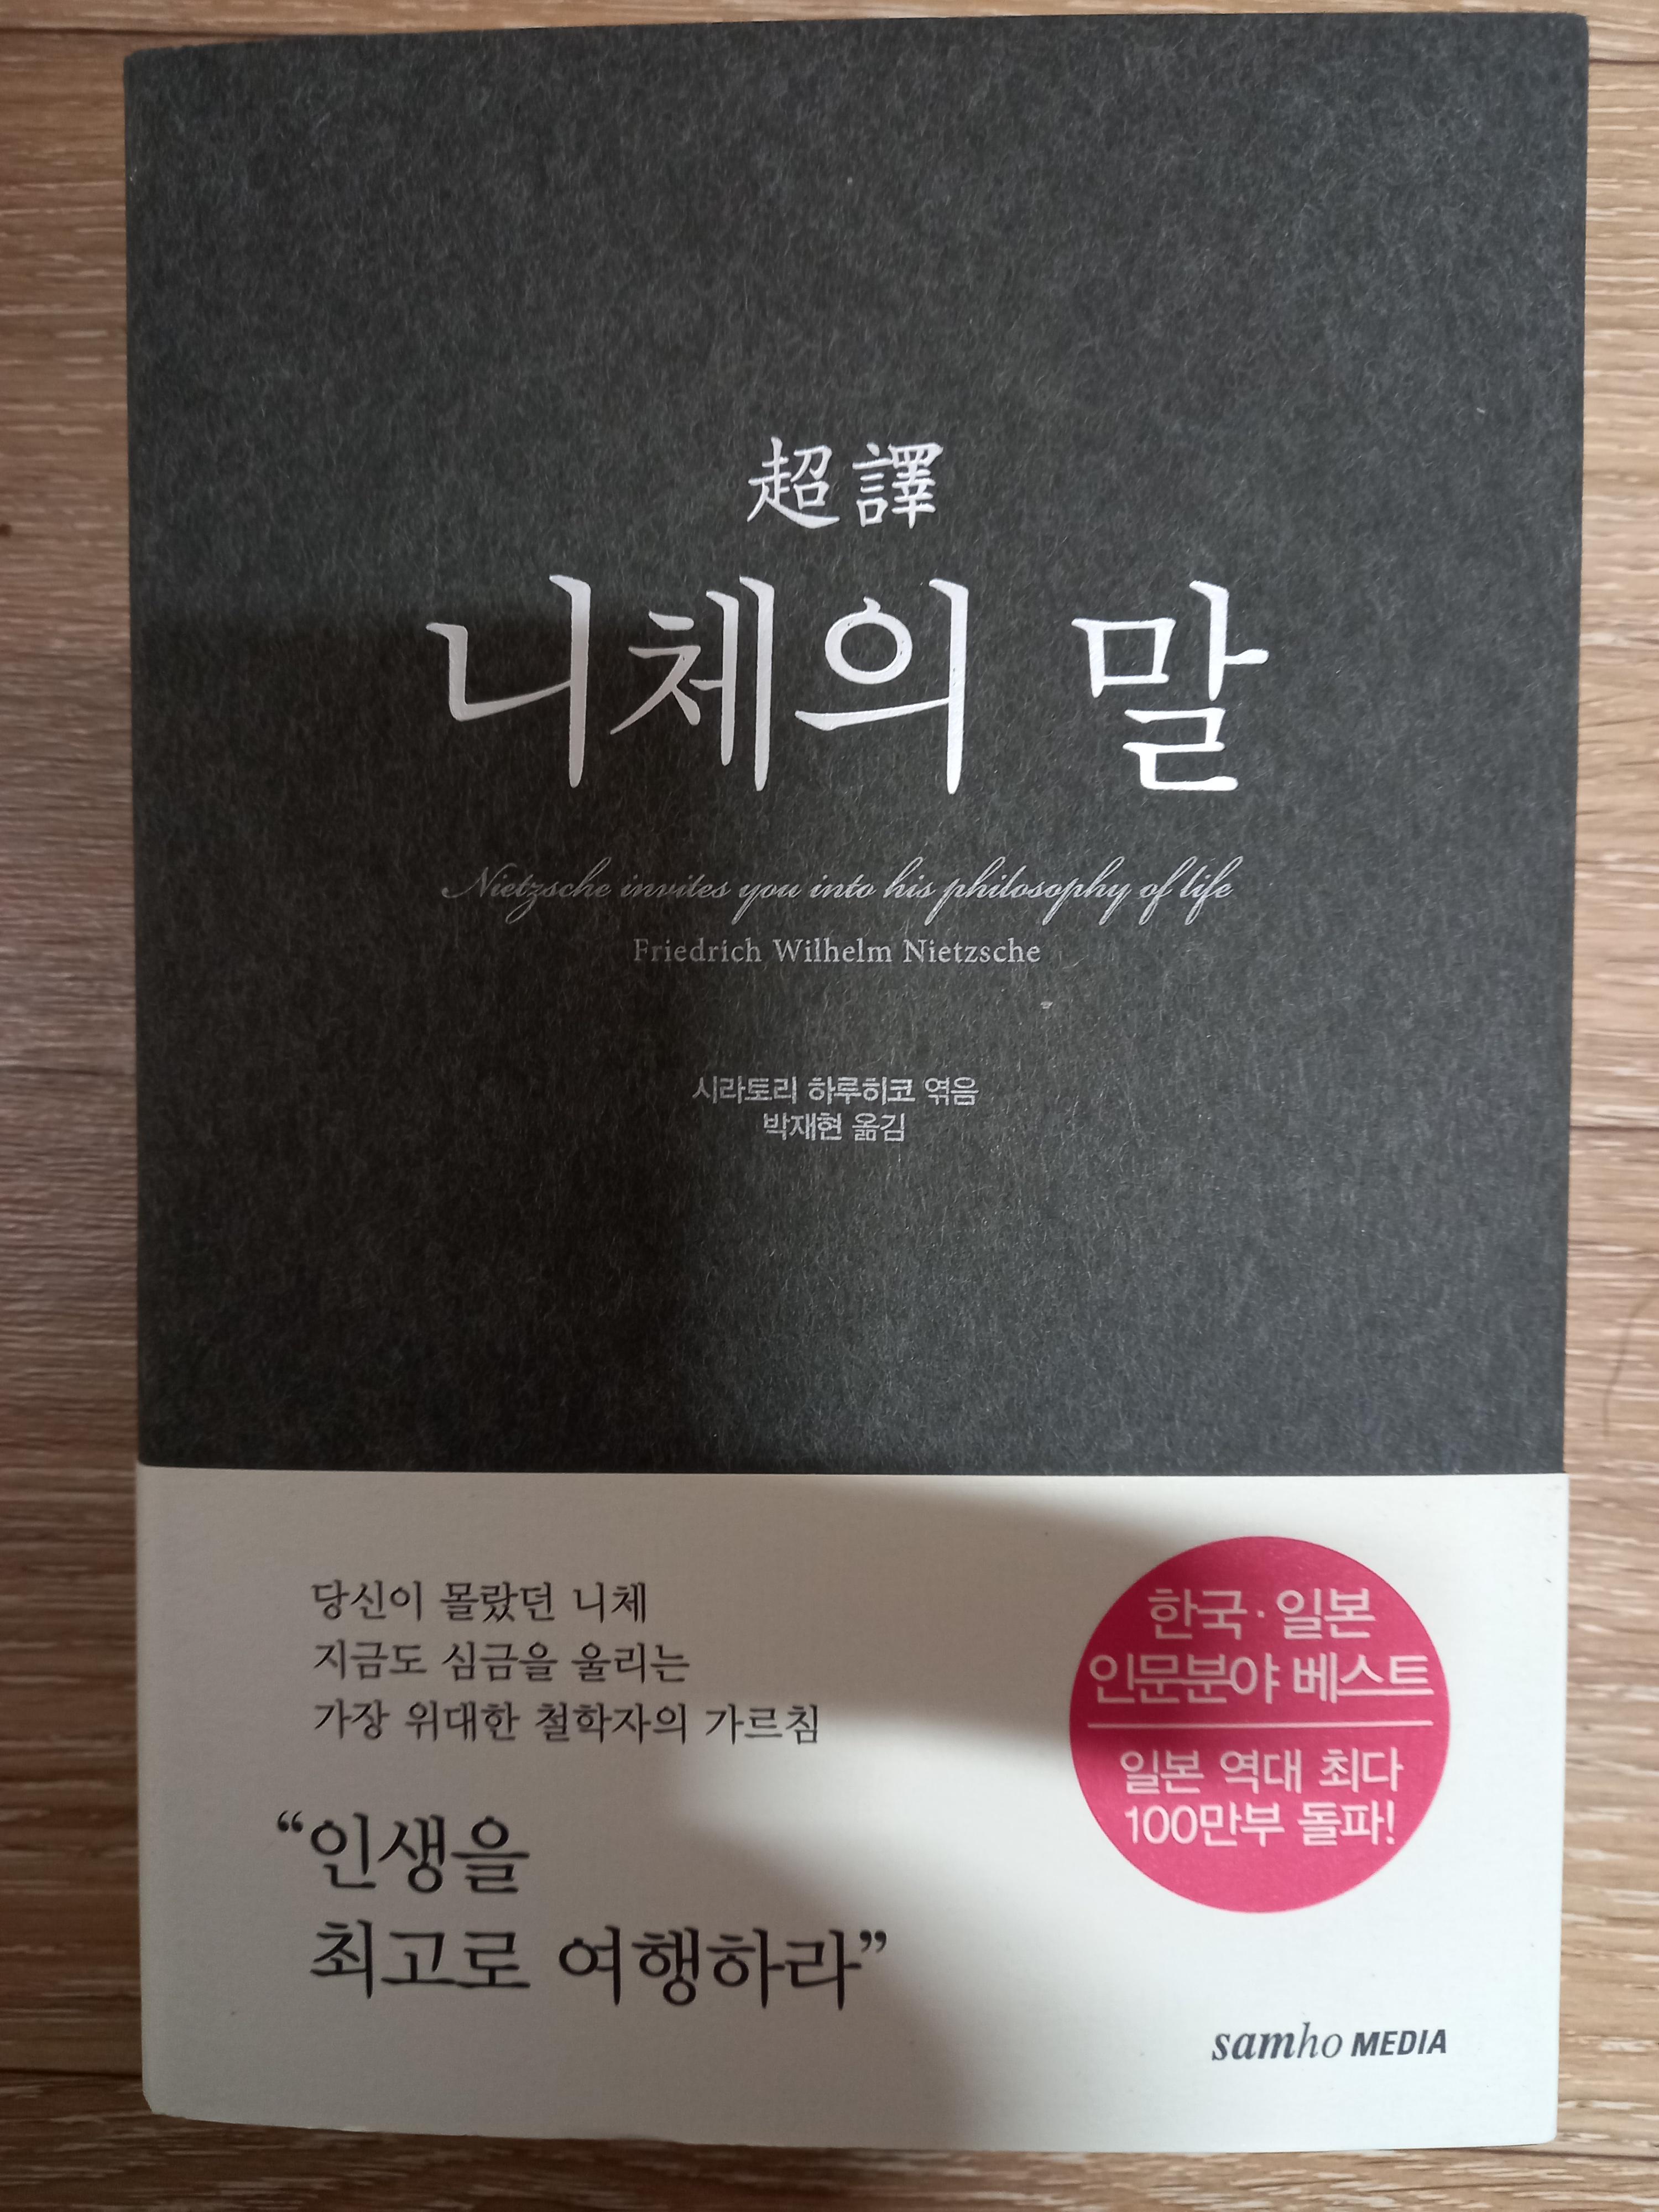 超譯
니체의 말
Nietzsche invites you into his philosophy of life
Friedrich Wilhelm Nietzsche
시라토리 하루히코 엮음
박재현 옮김
당신이 몰랐던 니체
지금도 심금을 울리는
가장 위대한 철학자의 가르침
“인생을
최고로 여행하라”
한국·일본
인문분야 베스트
일본 역대 최다
100만부 돌파!
samho MEDIA